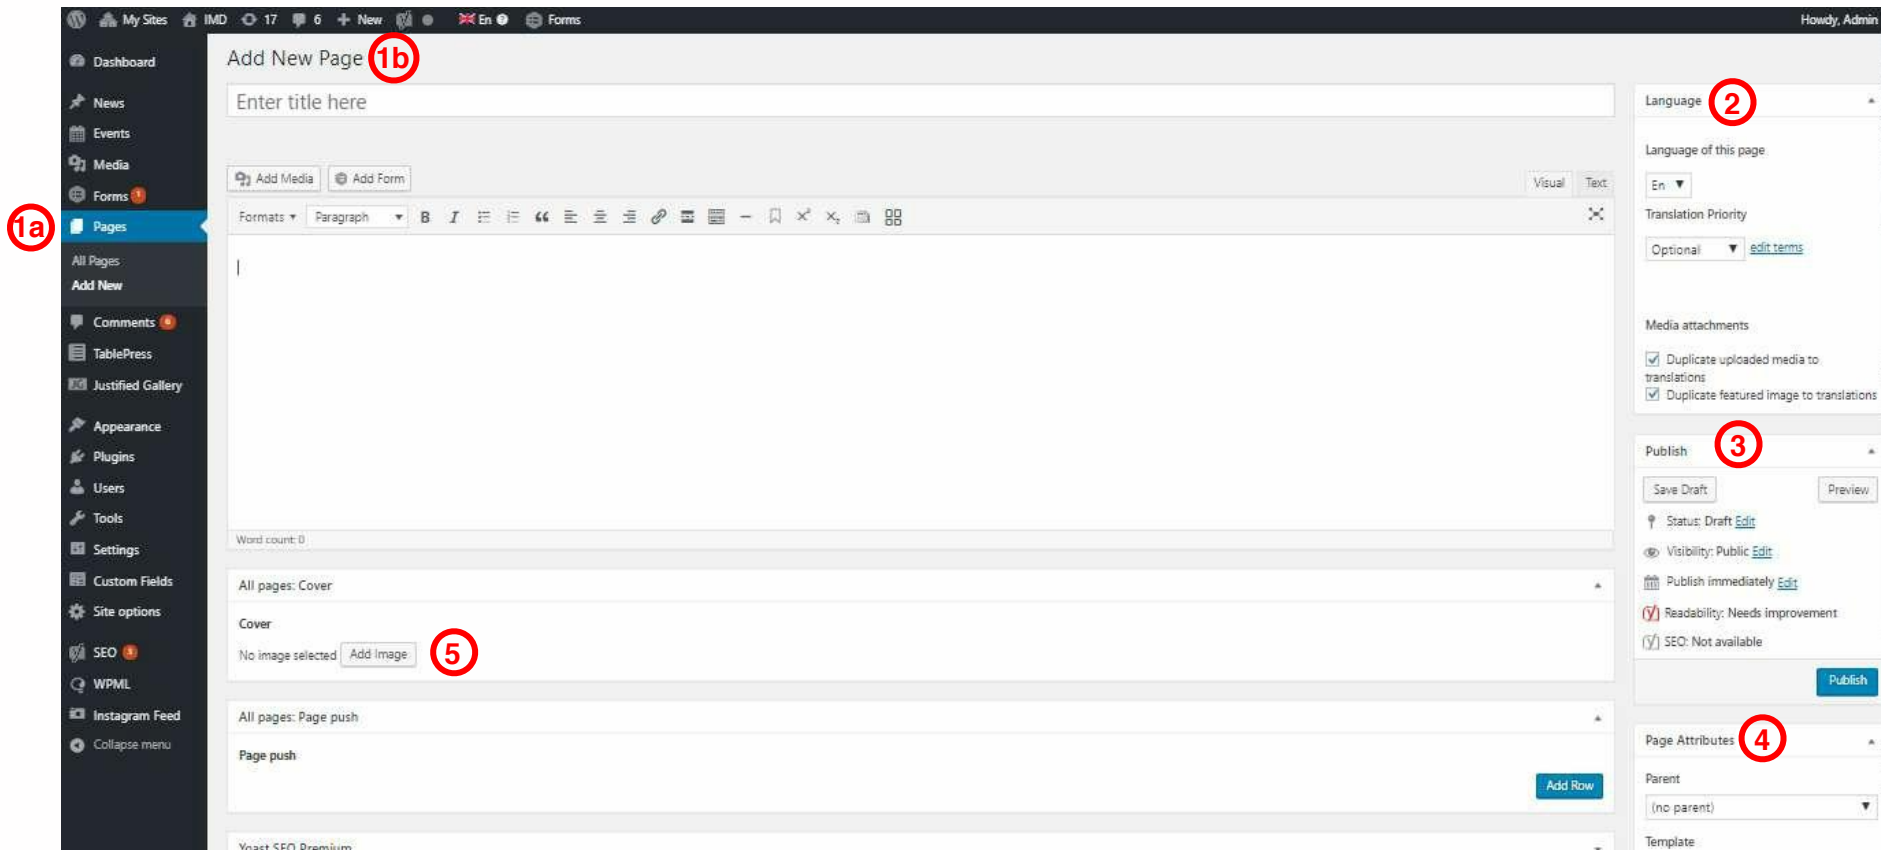 My Sites IMD 17 6 New En Forms Howdy, Admin
Dashboard
News
Events
Media
Forms 1
1a
Pages
All Pages
Add New
Comments 6
TablePress
Justified Gallery
Appearance
Plugins
Users
Tools
Settings
Custom Fields
Site options
SEO
WPML
Instagram Feed
Collapse menu
Add New Page 1b
Enter title here
Add Media Add Form
Visual Text
Formats Paragraph B I
Word count: 0
All pages: Cover
Cover
No image selected Add Image 5
All pages: Page push
Page push
Add Row
Yoast SEO Premium
Language 2
Language of this page
En
Translation Priority
Optional edit terms
Media attachments
Duplicate uploaded media to
translations
Duplicate featured image to translations
Publish 3
Save Draft Preview
Status: Draft Edit
Visibility: Public Edit
Publish immediately Edit
Readability: Needs improvement
SEO: Not available
Publish
Page Attributes 4
Parent
(no parent)
Template